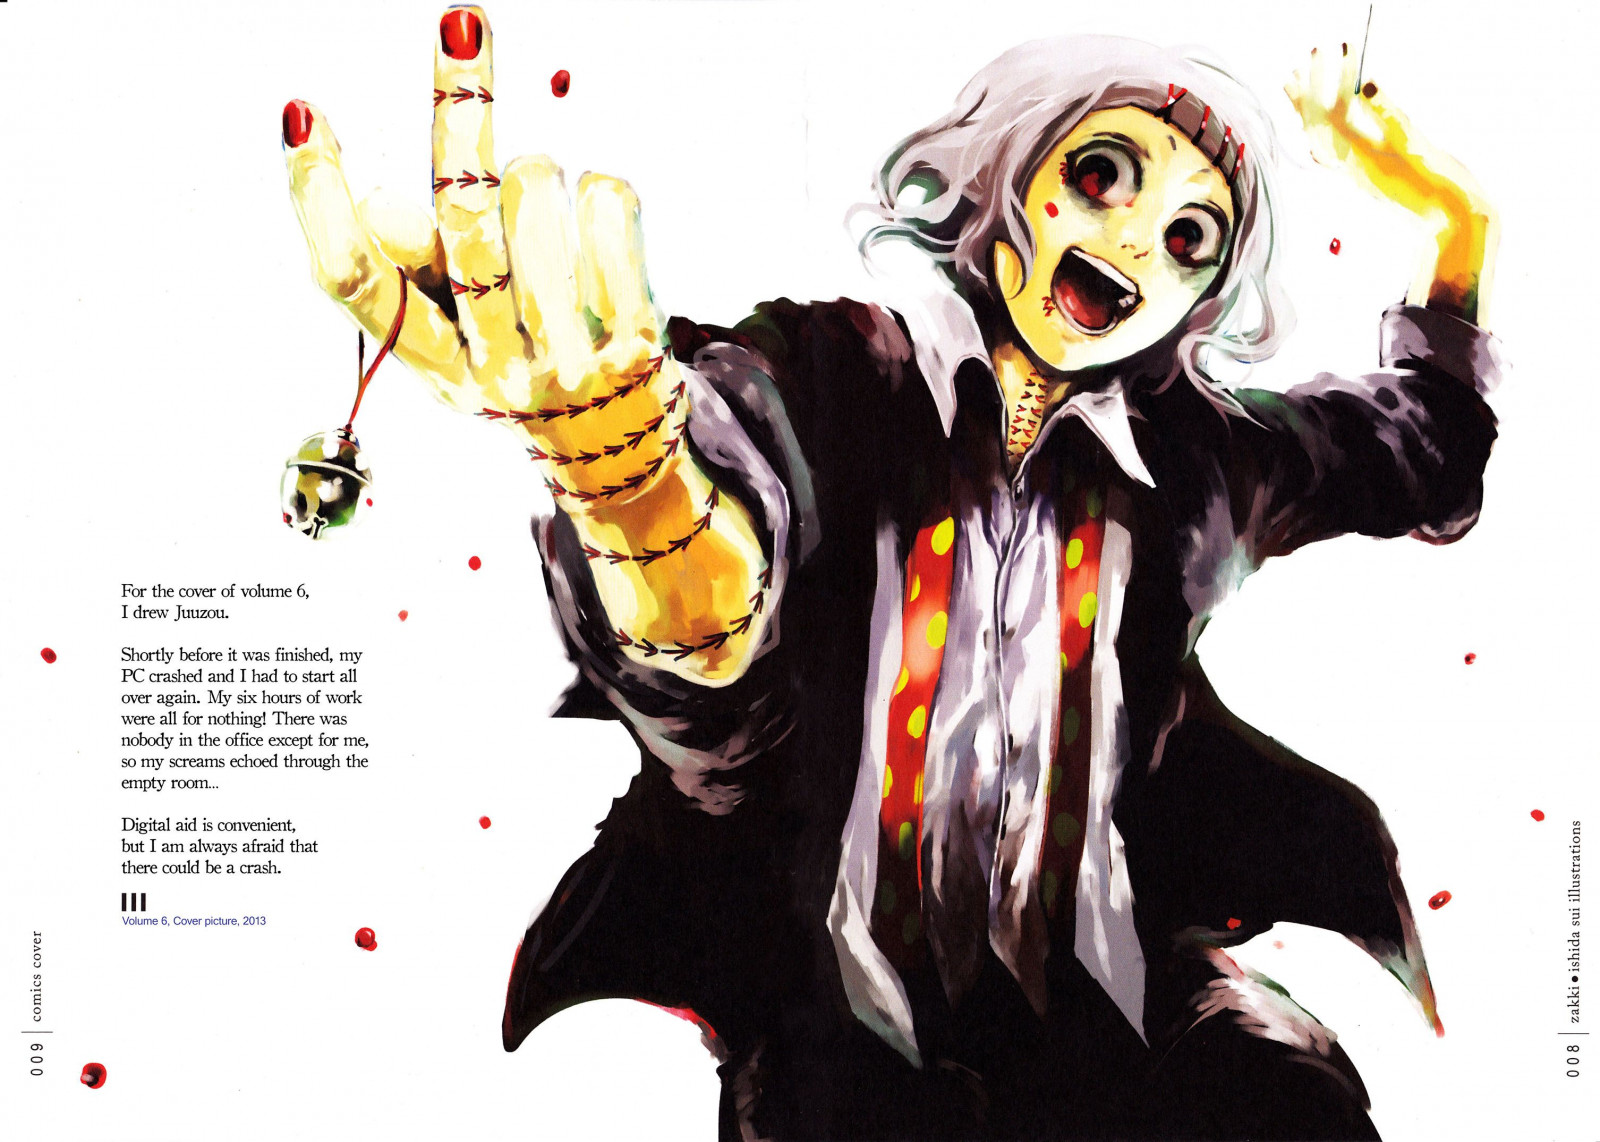 For the cover of volume 6,
I drew Juuzou.
Shortly before it was finished, my
PC crashed and I had to start all
over again. My six hours of work
were all for nothing! There was
nobody in the office except for me,
so my screams echoed through the
empty room...
Digital aid is convenient,
but I am always afraid that
there could be a crash.
Volume 6, Cover picture, 2013
009 | comics cover
008 | zakki ● ishida sui illustrations